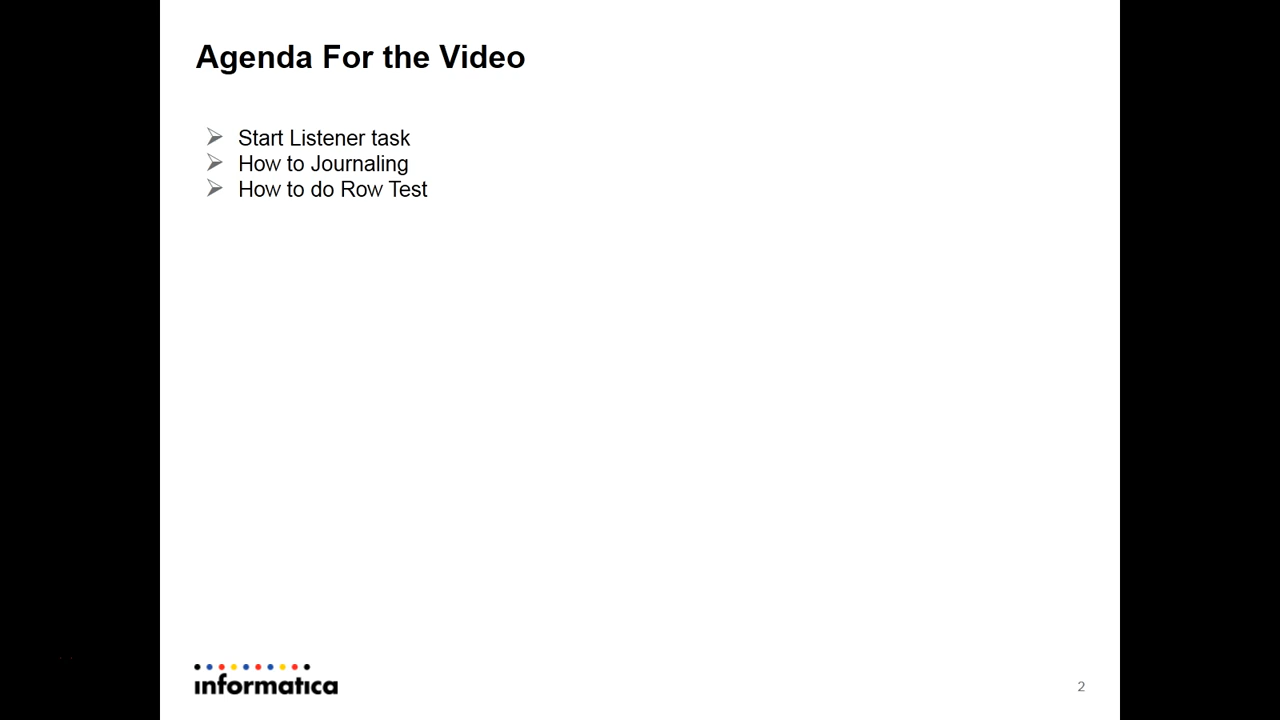 Agenda For the Video
Start Listener task
How to Journaling
How to do Row Test
informatica
2